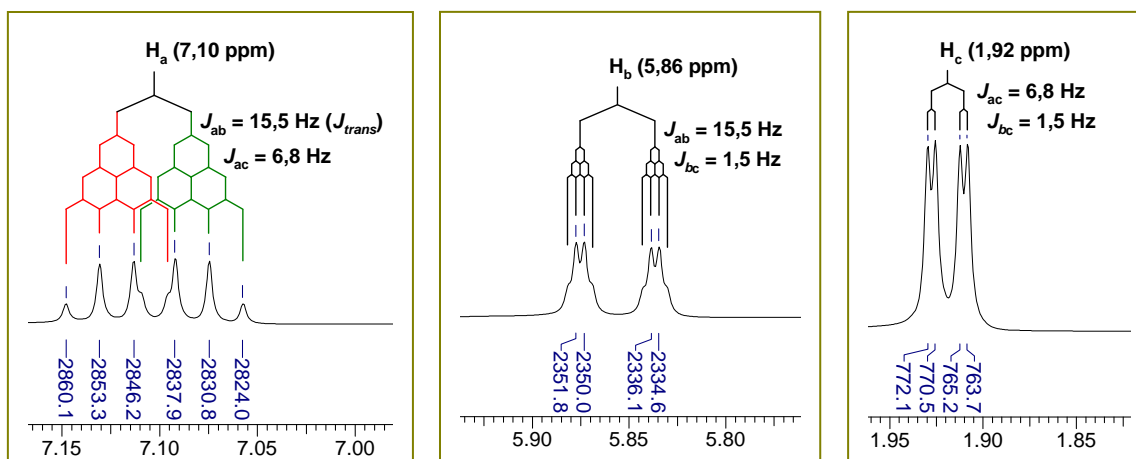 Ha (7,10 ppm)
Jab = 15,5 Hz (Jtrans)
Jac = 6,8 Hz
2860.1
2853.3
2846.2
2837.9
2830.8
2824.0
7.15 7.10 7.05 7.00
Hb (5,86 ppm)
Jab = 15,5 Hz
Jbc = 1,5 Hz
2351.8
2350.0
2336.1
2334.6
5.90 5.85 5.80
Hc (1,92 ppm)
Jac = 6,8 Hz
Jbc = 1,5 Hz
772.1
770.5
765.2
763.7
1.95 1.90 1.85